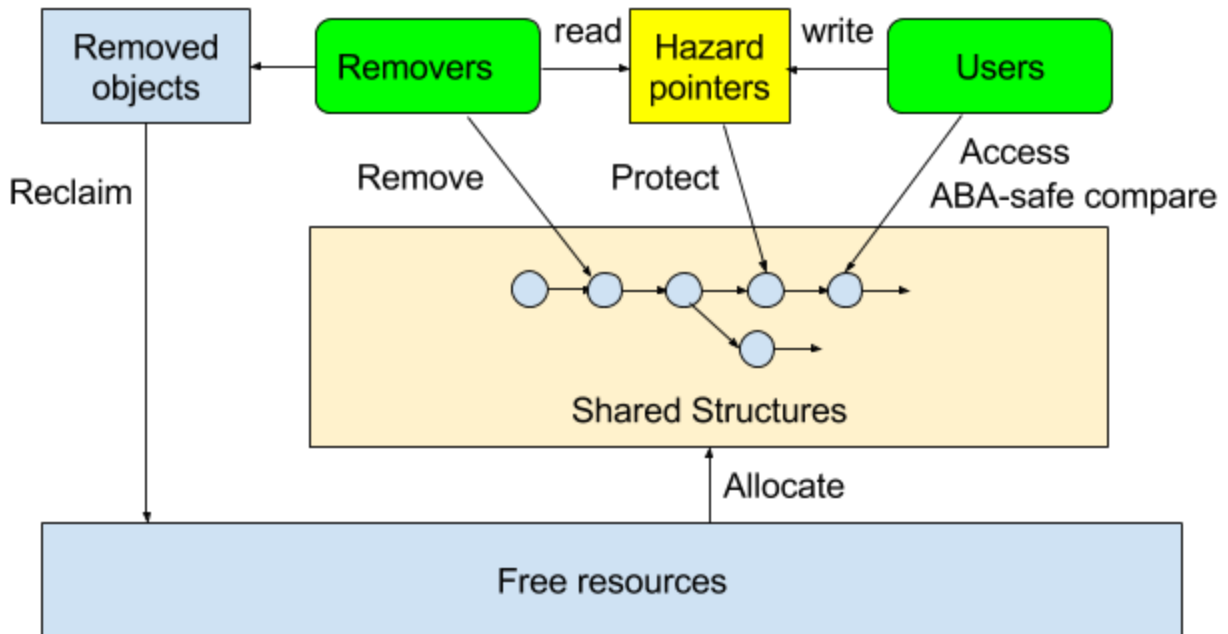 Removed
objects
Removers
read
Hazard
pointers
write
Users
Reclaim
Remove
Protect
Access
ABA-safe compare
Shared Structures
Allocate
Free resources